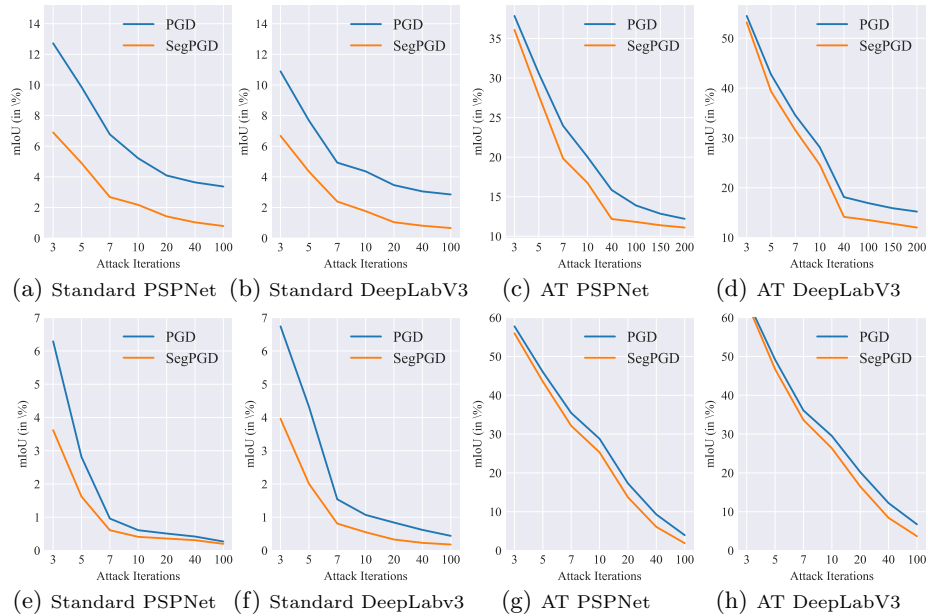 14
12
10
8
6
4
2
0
mIoU (in \%)
PGD
SegPGD
3 5 7 10 20 40 100
Attack Iterations
(a) Standard PSPNet
14
12
10
8
6
4
2
0
mIoU (in \%)
PGD
SegPGD
3 5 7 10 20 40 100
Attack Iterations
(b) Standard DeepLabV3
35
30
25
20
15
10
mIoU (in \%)
PGD
SegPGD
3 5 7 10 40 100 150 200
Attack Iterations
(c) AT PSPNet
50
40
30
20
10
mIoU (in \%)
PGD
SegPGD
3 5 7 10 40 100 150 200
Attack Iterations
(d) AT DeepLabV3
7
6
5
4
3
2
1
0
mIoU (in \%)
PGD
SegPGD
3 5 7 10 20 40 100
Attack Iterations
(e) Standard PSPNet
7
6
5
4
3
2
1
0
mIoU (in \%)
PGD
SegPGD
3 5 7 10 20 40 100
Attack Iterations
(f) Standard DeepLabv3
60
50
40
30
20
10
0
mIoU (in \%)
PGD
SegPGD
3 5 7 10 20 40 100
Attack Iterations
(g) AT PSPNet
60
50
40
30
20
10
0
mIoU (in \%)
PGD
SegPGD
3 5 7 10 20 40 100
Attack Iterations
(h) AT DeepLabV3